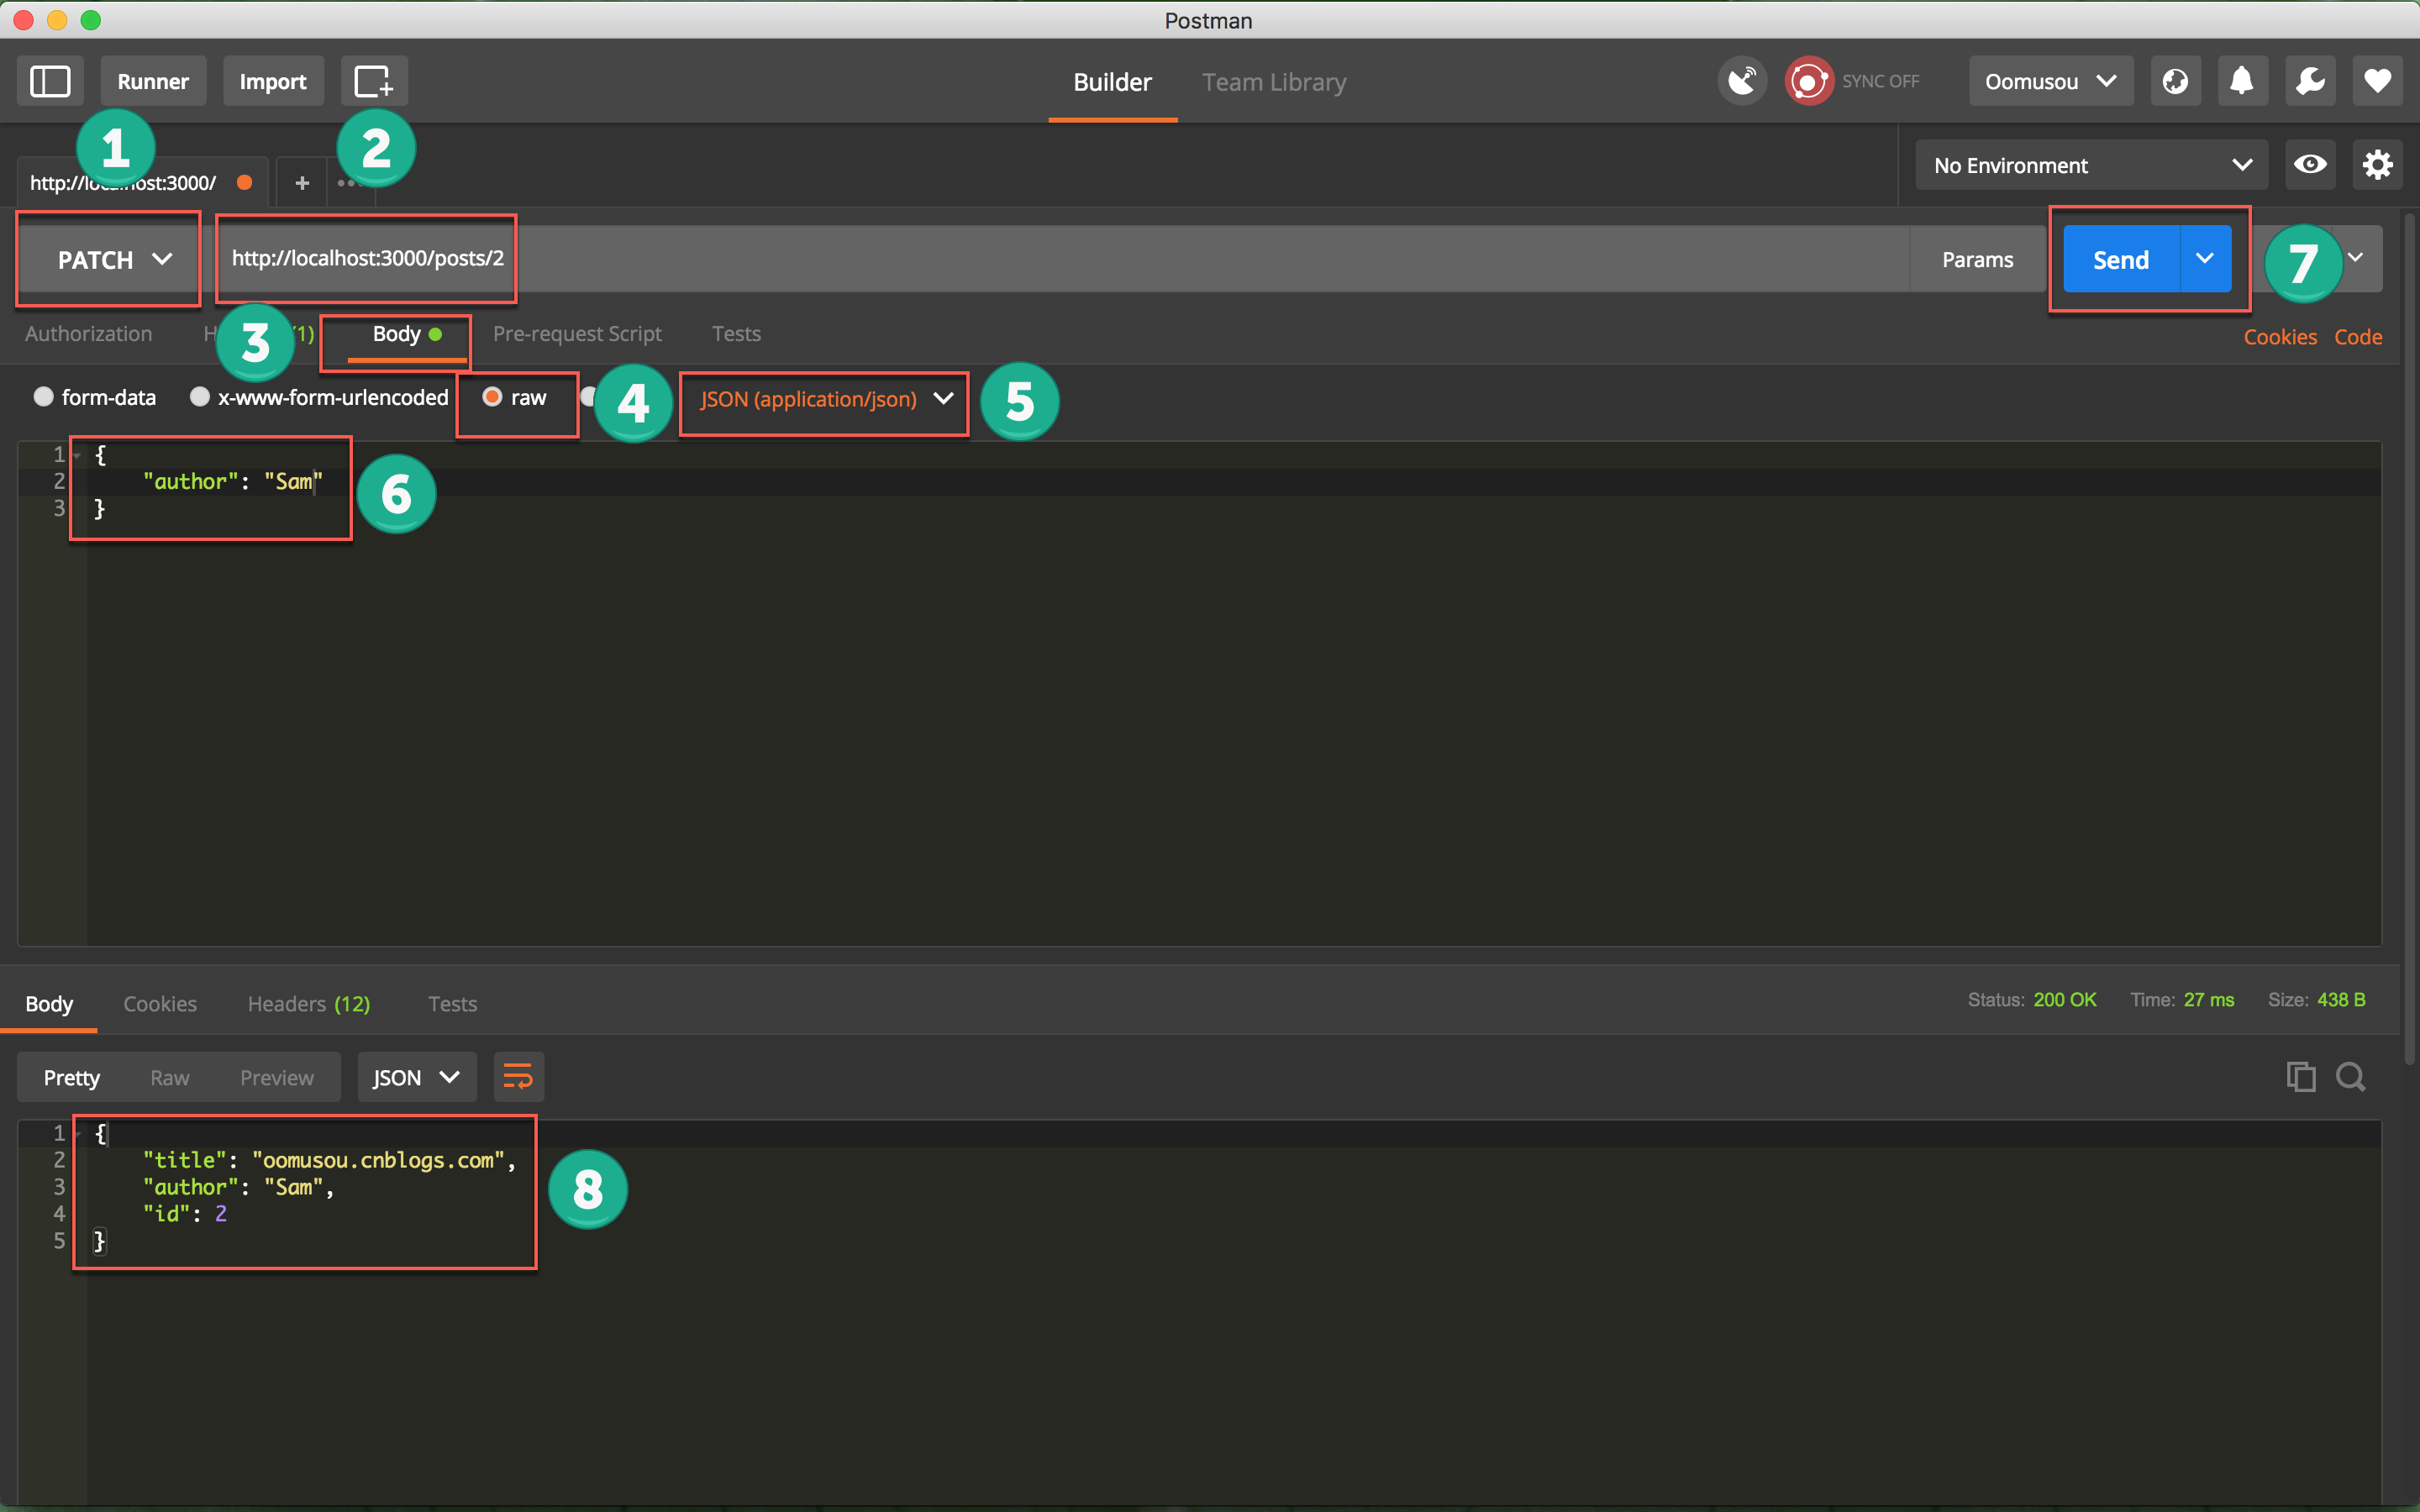 Postman
Runner
Import
Builder
Team Library
SYNC OFF
Oomusou
1
2
http://localhost:3000/
+
No Environment
PATCH
http://localhost:3000/posts/2
Params
Send
7
Authorization
3
(1)
Body
Pre-request Script
Tests
Cookies
Code
form-data
x-www-form-urlencoded
raw
4
JSON (application/json)
5
1 {
2 "author": "Sam"
3 }
6
Body
Cookies
Headers (12)
Tests
Status: 200 OK
Time: 27 ms
Size: 438 B
Pretty
Raw
Preview
JSON
1 {
2 "title": "oomusou.cnblogs.com",
3 "author": "Sam",
4 "id": 2
5 }
8